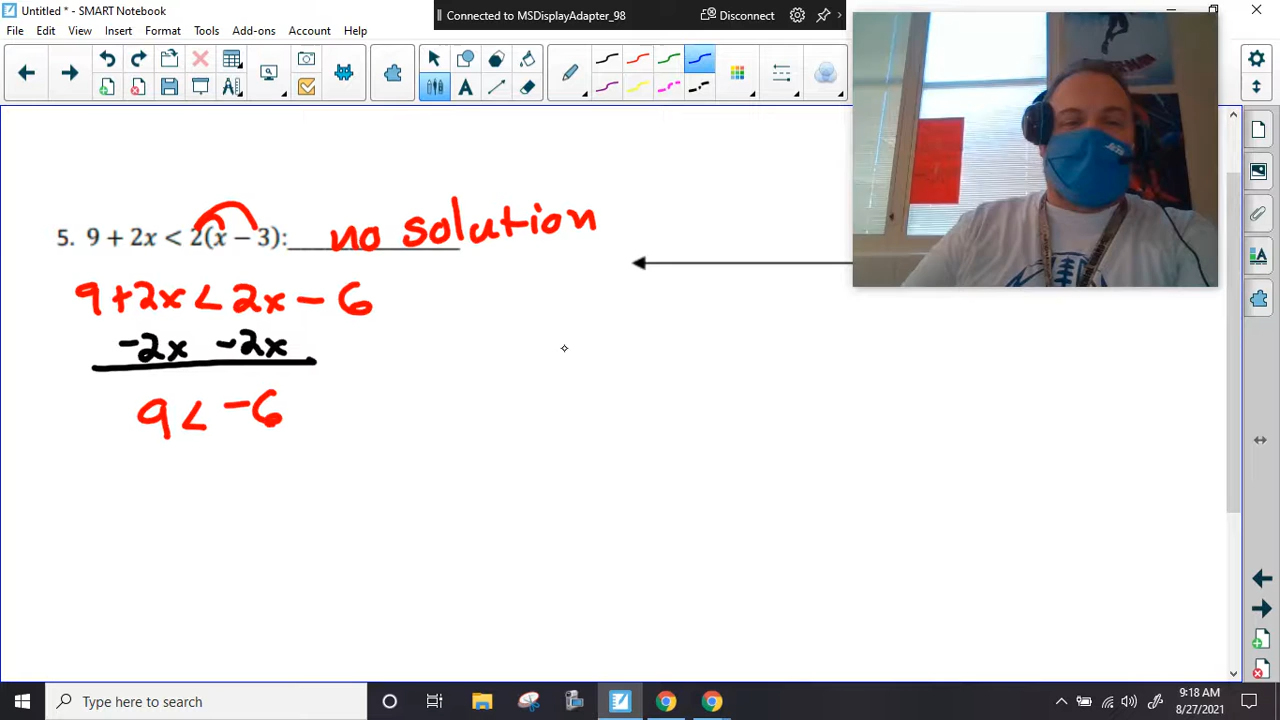 Untitled * - SMART Notebook
Connected to MSDisplayAdapter_98
Disconnect
File Edit View Insert Format Tools Add-ons Account Help
5. 9 + 2x < 2(x − 3):
no solution
9+2x<2x−6
-2x -2x
9<-6
Type here to search
9:18 AM
8/27/2021